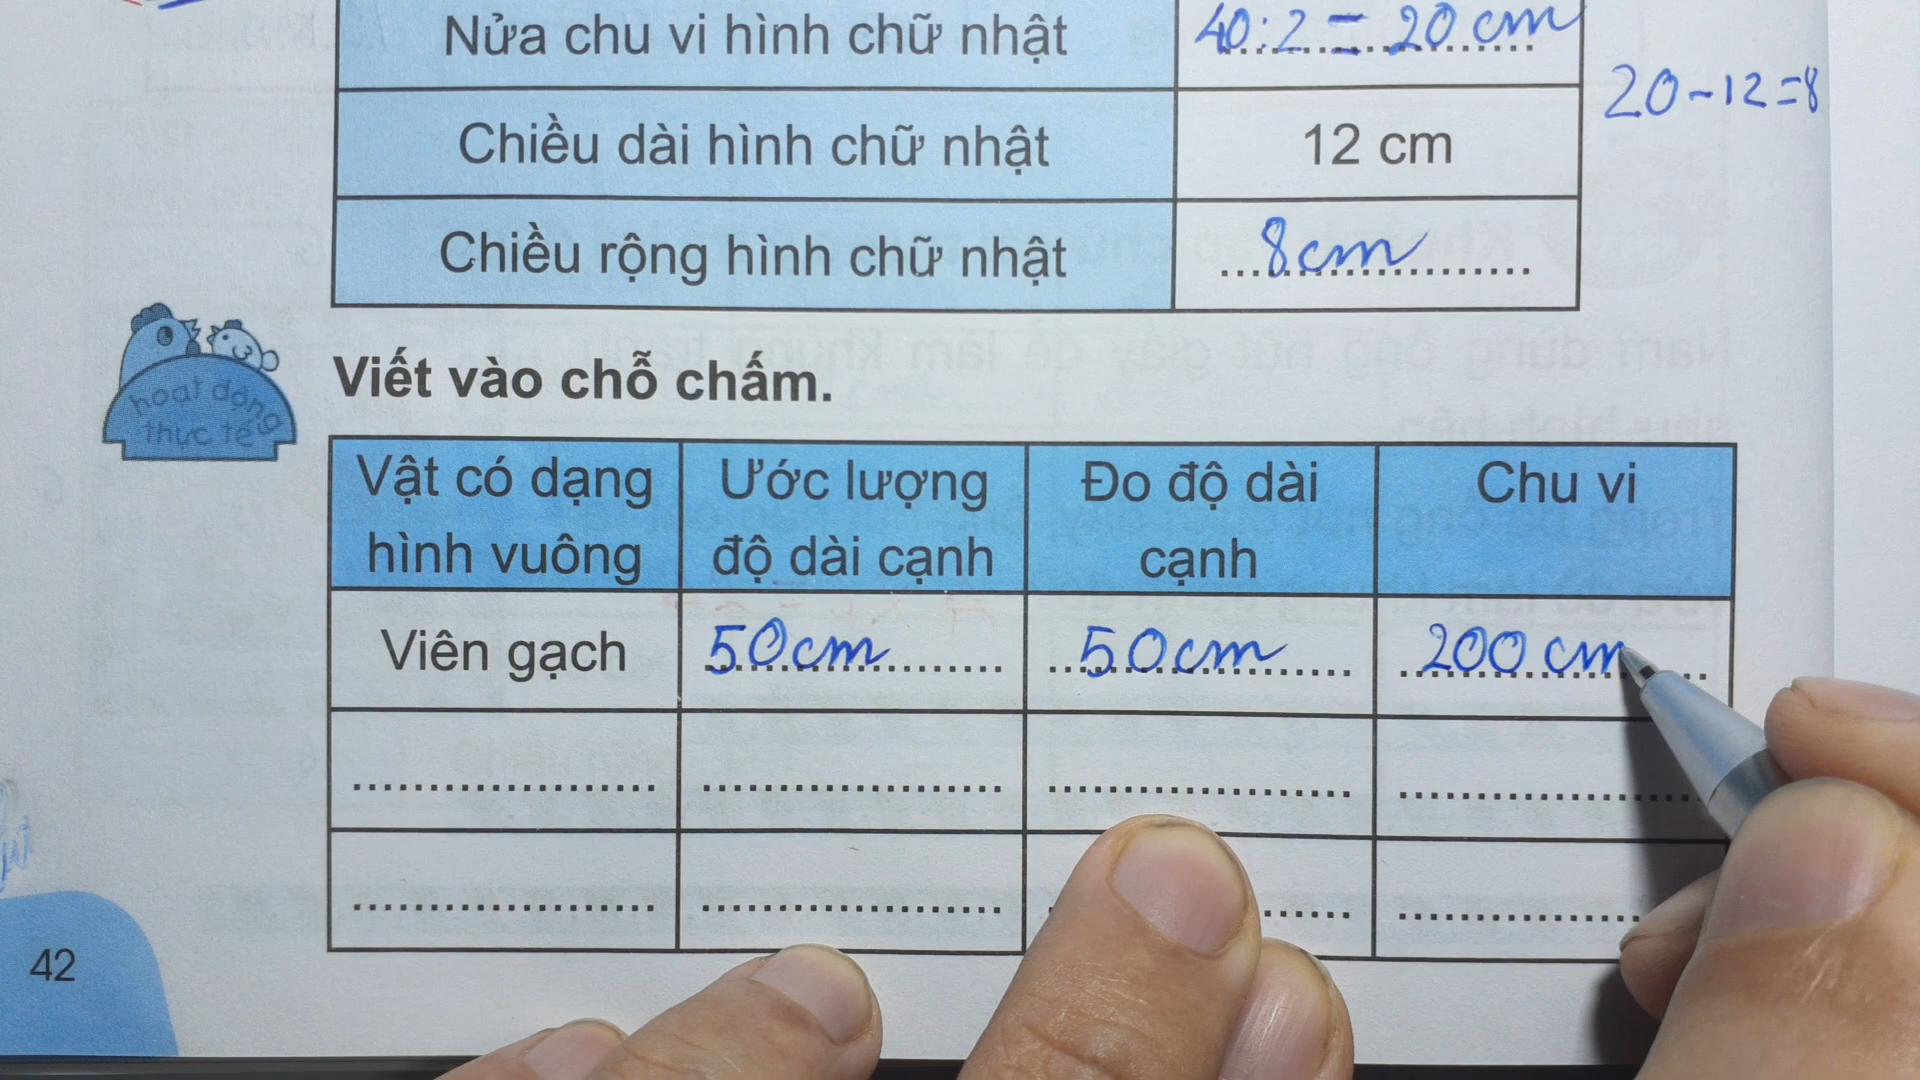 Nửa chu vi hình chữ nhật 40:2 = 20 cm
20-12=8
Chiều dài hình chữ nhật 12 cm
Chiều rộng hình chữ nhật 8cm
hoạt động
thực tế
Viết vào chỗ chấm.
Vật có dạng hình vuông Ước lượng độ dài cạnh Đo độ dài cạnh Chu vi
Viên gạch 50cm 50cm 200 cm
42